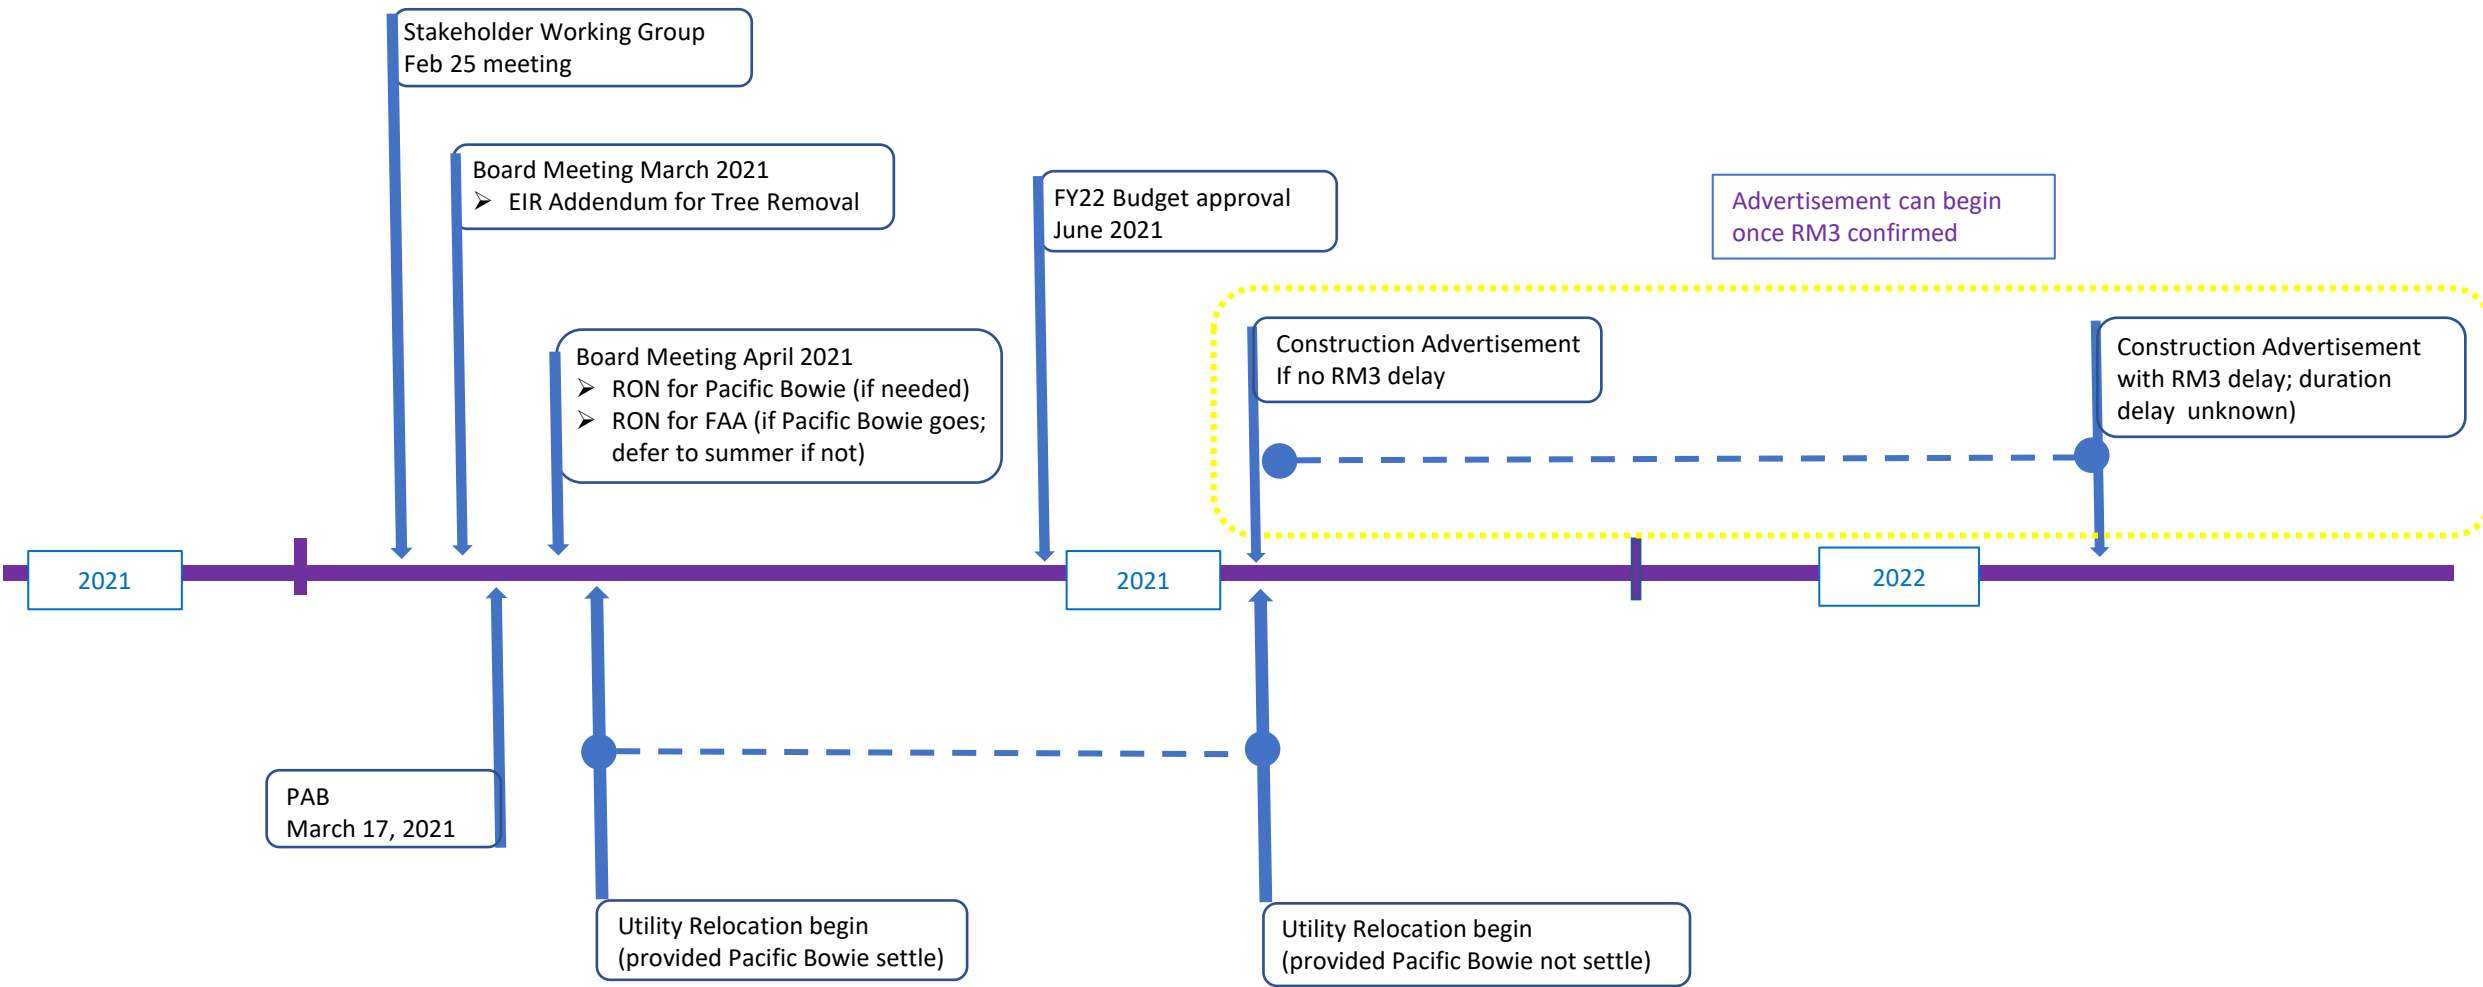 Stakeholder Working Group
Feb 25 meeting
Board Meeting March 2021
➢ EIR Addendum for Tree Removal
FY22 Budget approval
June 2021
Advertisement can begin
once RM3 confirmed
Board Meeting April 2021
➢ RON for Pacific Bowie (if needed)
➢ RON for FAA (if Pacific Bowie goes;
defer to summer if not)
Construction Advertisement
If no RM3 delay
Construction Advertisement
with RM3 delay; duration
delay  unknown)
2021
2021
2022
PAB
March 17, 2021
Utility Relocation begin
(provided Pacific Bowie settle)
Utility Relocation begin
(provided Pacific Bowie not settle)